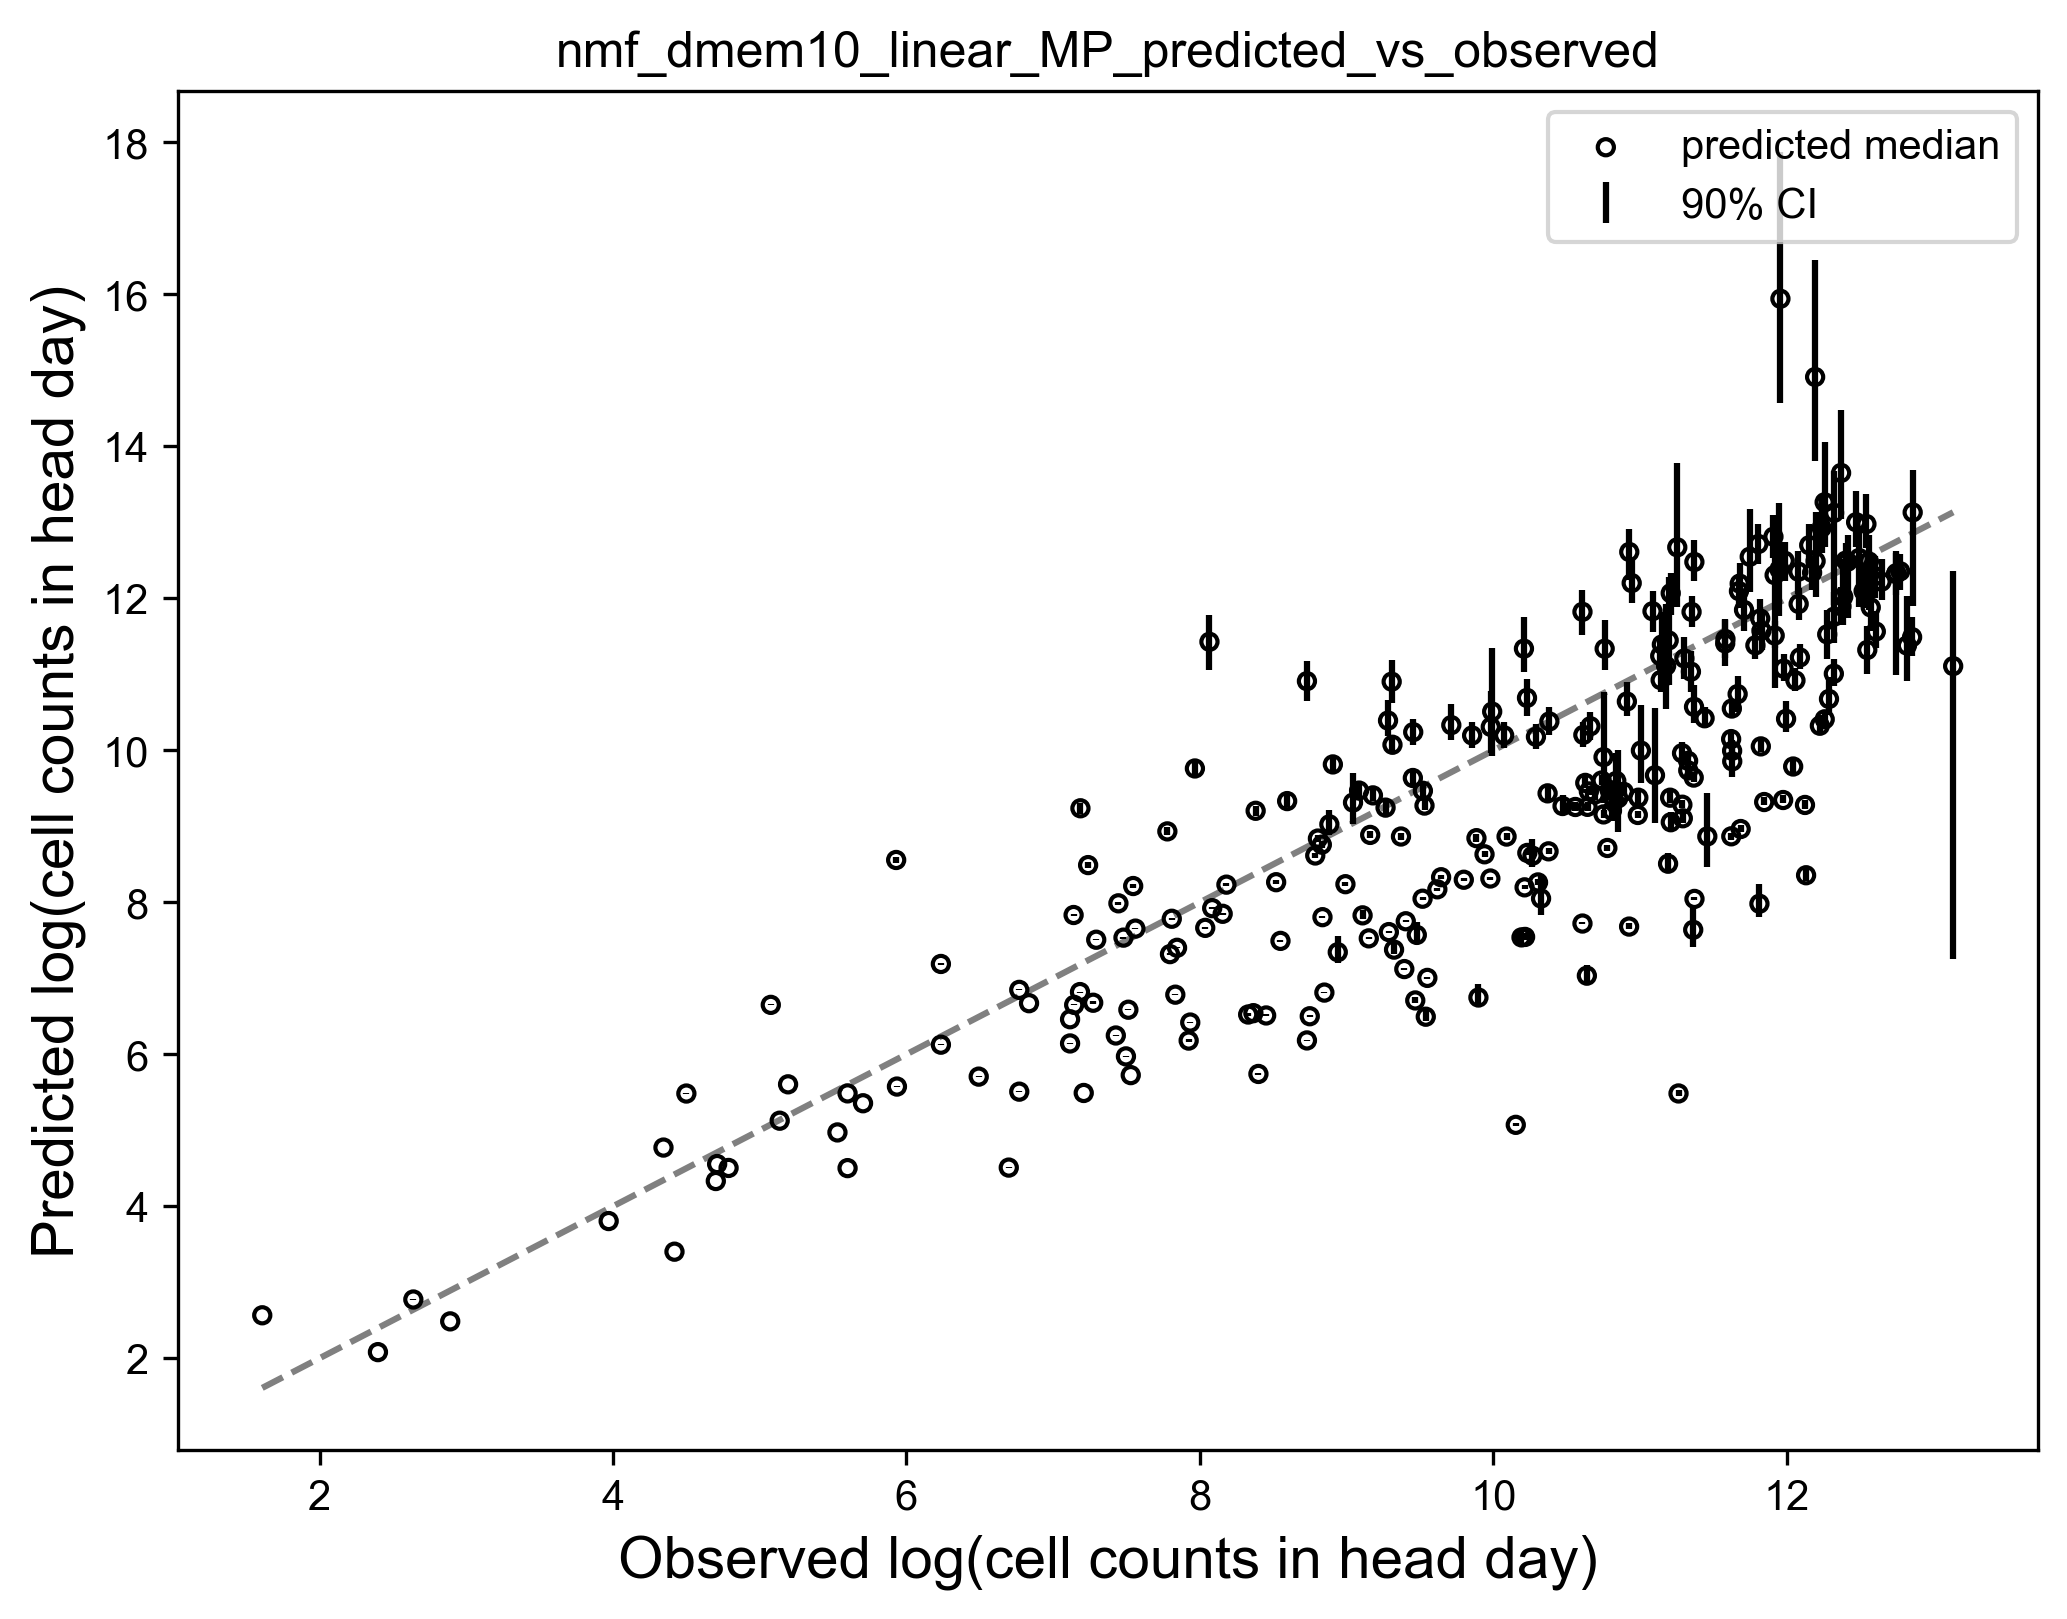 nmf_dmem10_linear_MP_predicted_vs_observed
predicted median
90% CI
Predicted log(cell counts in head day)
18
16
14
12
10
8
6
4
2
2 4 6 8 10 12
Observed log(cell counts in head day)